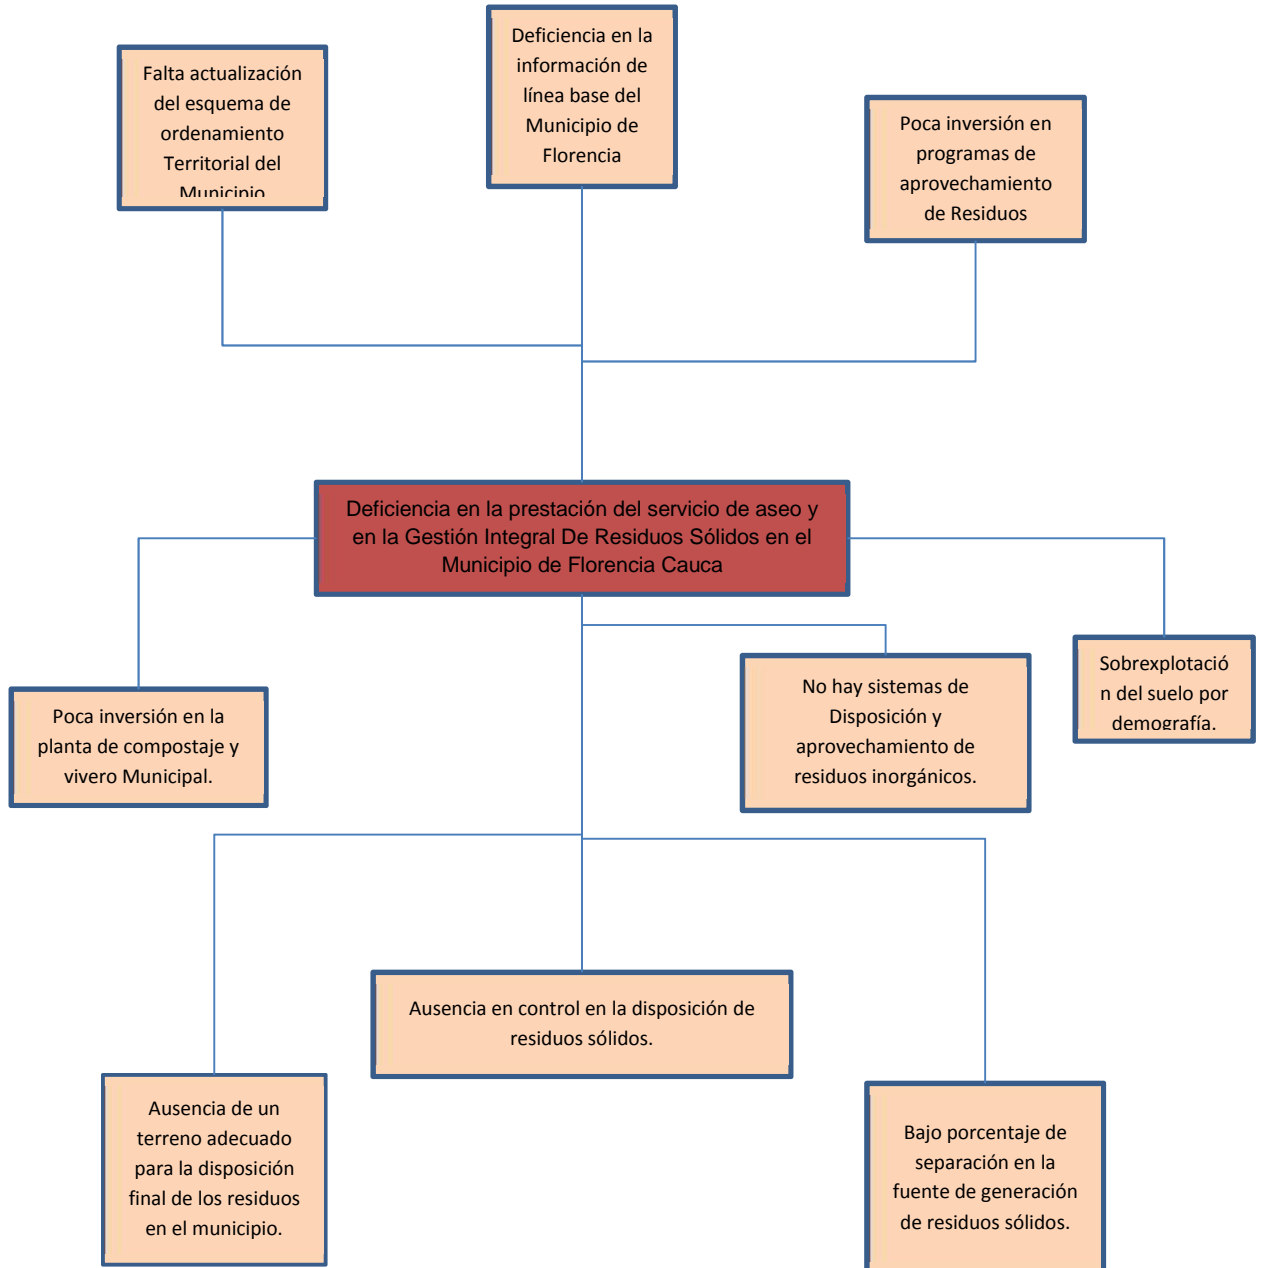 Deficiencia en la
información de
línea base del
Municipio de
Florencia
Falta actualización
del esquema de
ordenamiento
Territorial del
Municipio
Poca inversión en
programas de
aprovechamiento
de Residuos
Deficiencia en la prestación del servicio de aseo y
en la Gestión Integral De Residuos Sólidos en el
Municipio de Florencia Cauca
Sobrexplotació
n del suelo por
demografía.
No hay sistemas de
Disposición y
aprovechamiento de
residuos inorgánicos.
Poca inversión en la
planta de compostaje y
vivero Municipal.
Ausencia en control en la disposición de
residuos sólidos.
Ausencia de un
terreno adecuado
para la disposición
final de los residuos
en el municipio.
Bajo porcentaje de
separación en la
fuente de generación
de residuos sólidos.